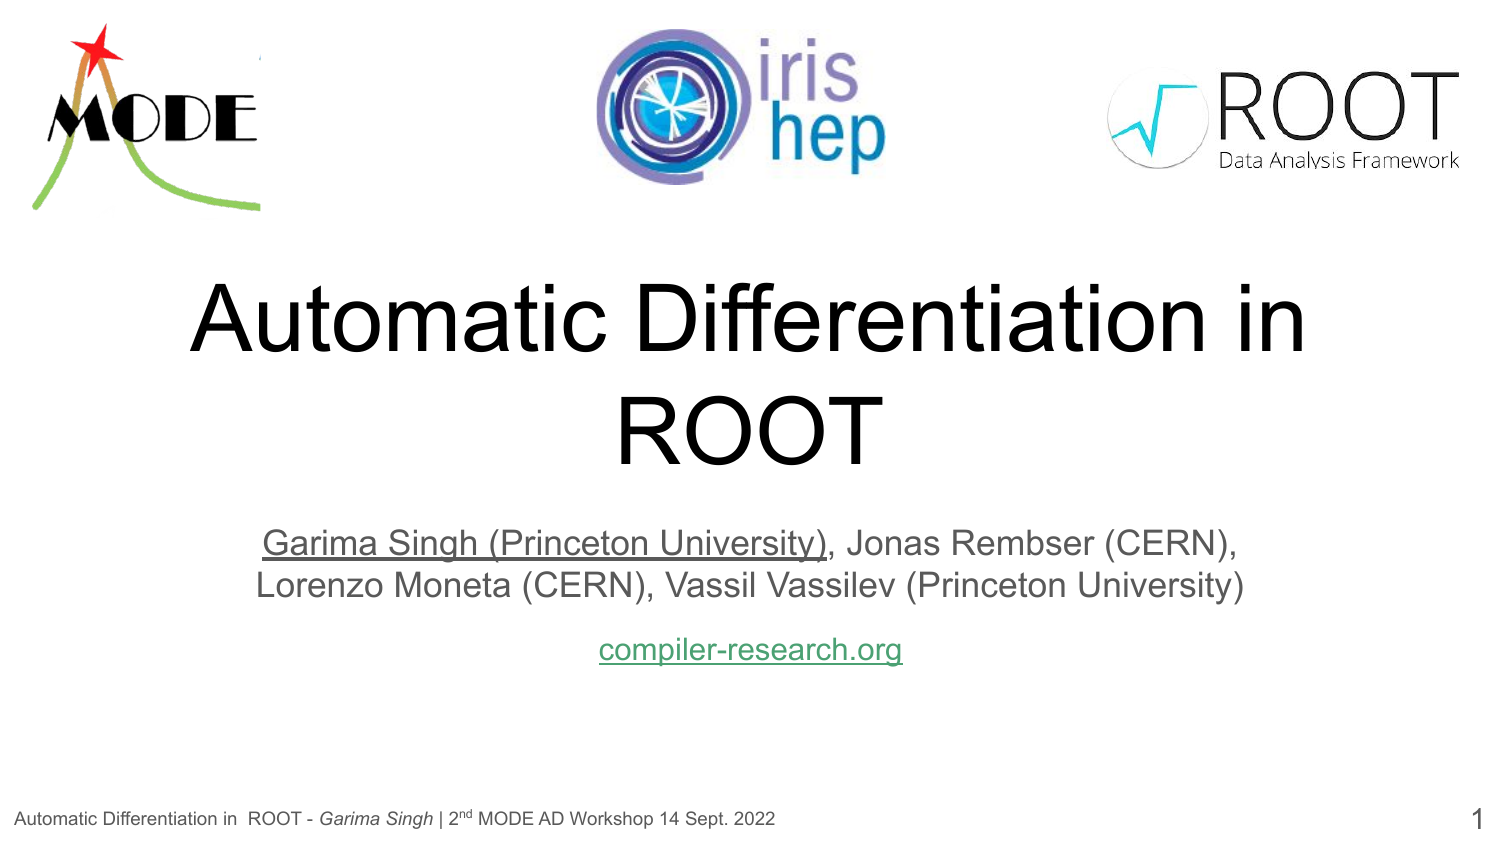 MODE
iris
hep
ROOT
Data Analysis Framework
Automatic Differentiation in
ROOT
Garima Singh (Princeton University), Jonas Rembser (CERN),
Lorenzo Moneta (CERN), Vassil Vassilev (Princeton University)
compiler-research.org
Automatic Differentiation in  ROOT - Garima Singh | 2nd MODE AD Workshop 14 Sept. 2022
1